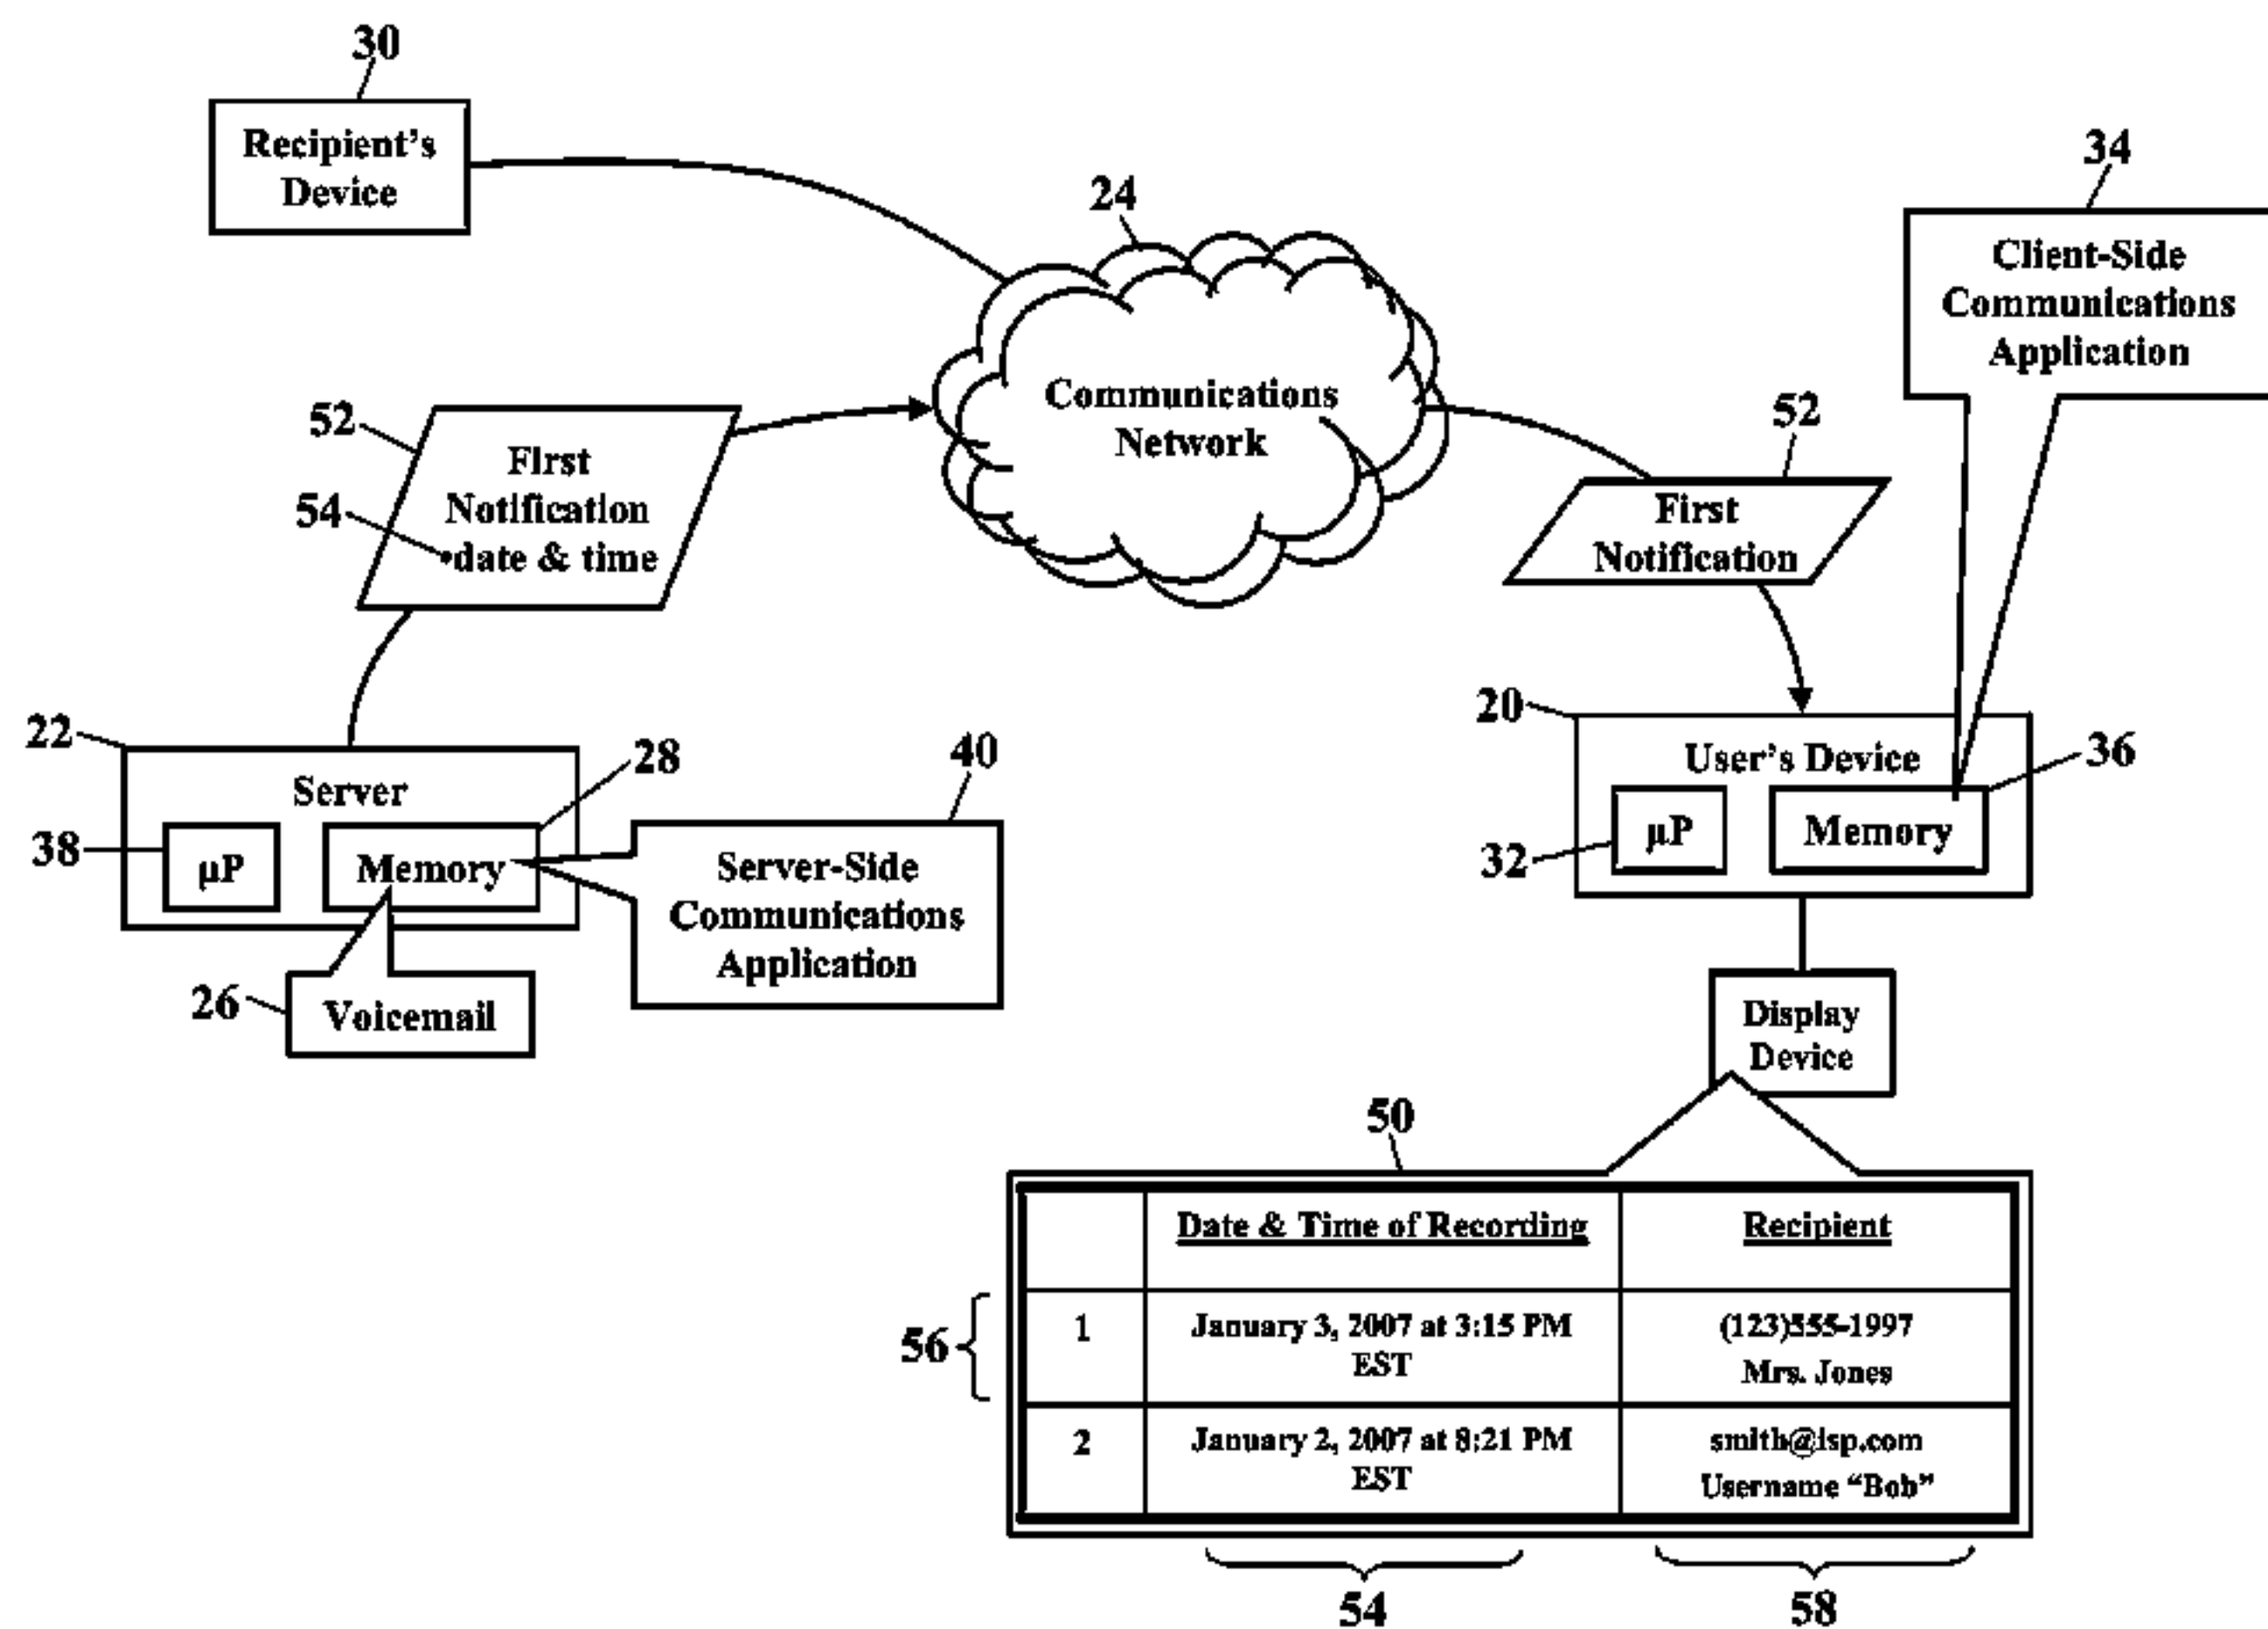 30
Recipient's
Device
24
34
Client-Side
Communications
Application
Communications
Network
52
First
Notification
54
•date & time
52
First
Notification
22
Server
28
38
µP
Memory
40
Server-Side
Communications
Application
26
Voicemail
20
User's Device
36
32
µP
Memory
Display
Device
50
Date & Time of Recording
Recipient
56
1
January 3, 2007 at 3:15 PM
EST
(123)555-1997
Mrs. Jones
2
January 2, 2007 at 8:21 PM
EST
smith@isp.com
Username “Bob”
54
58